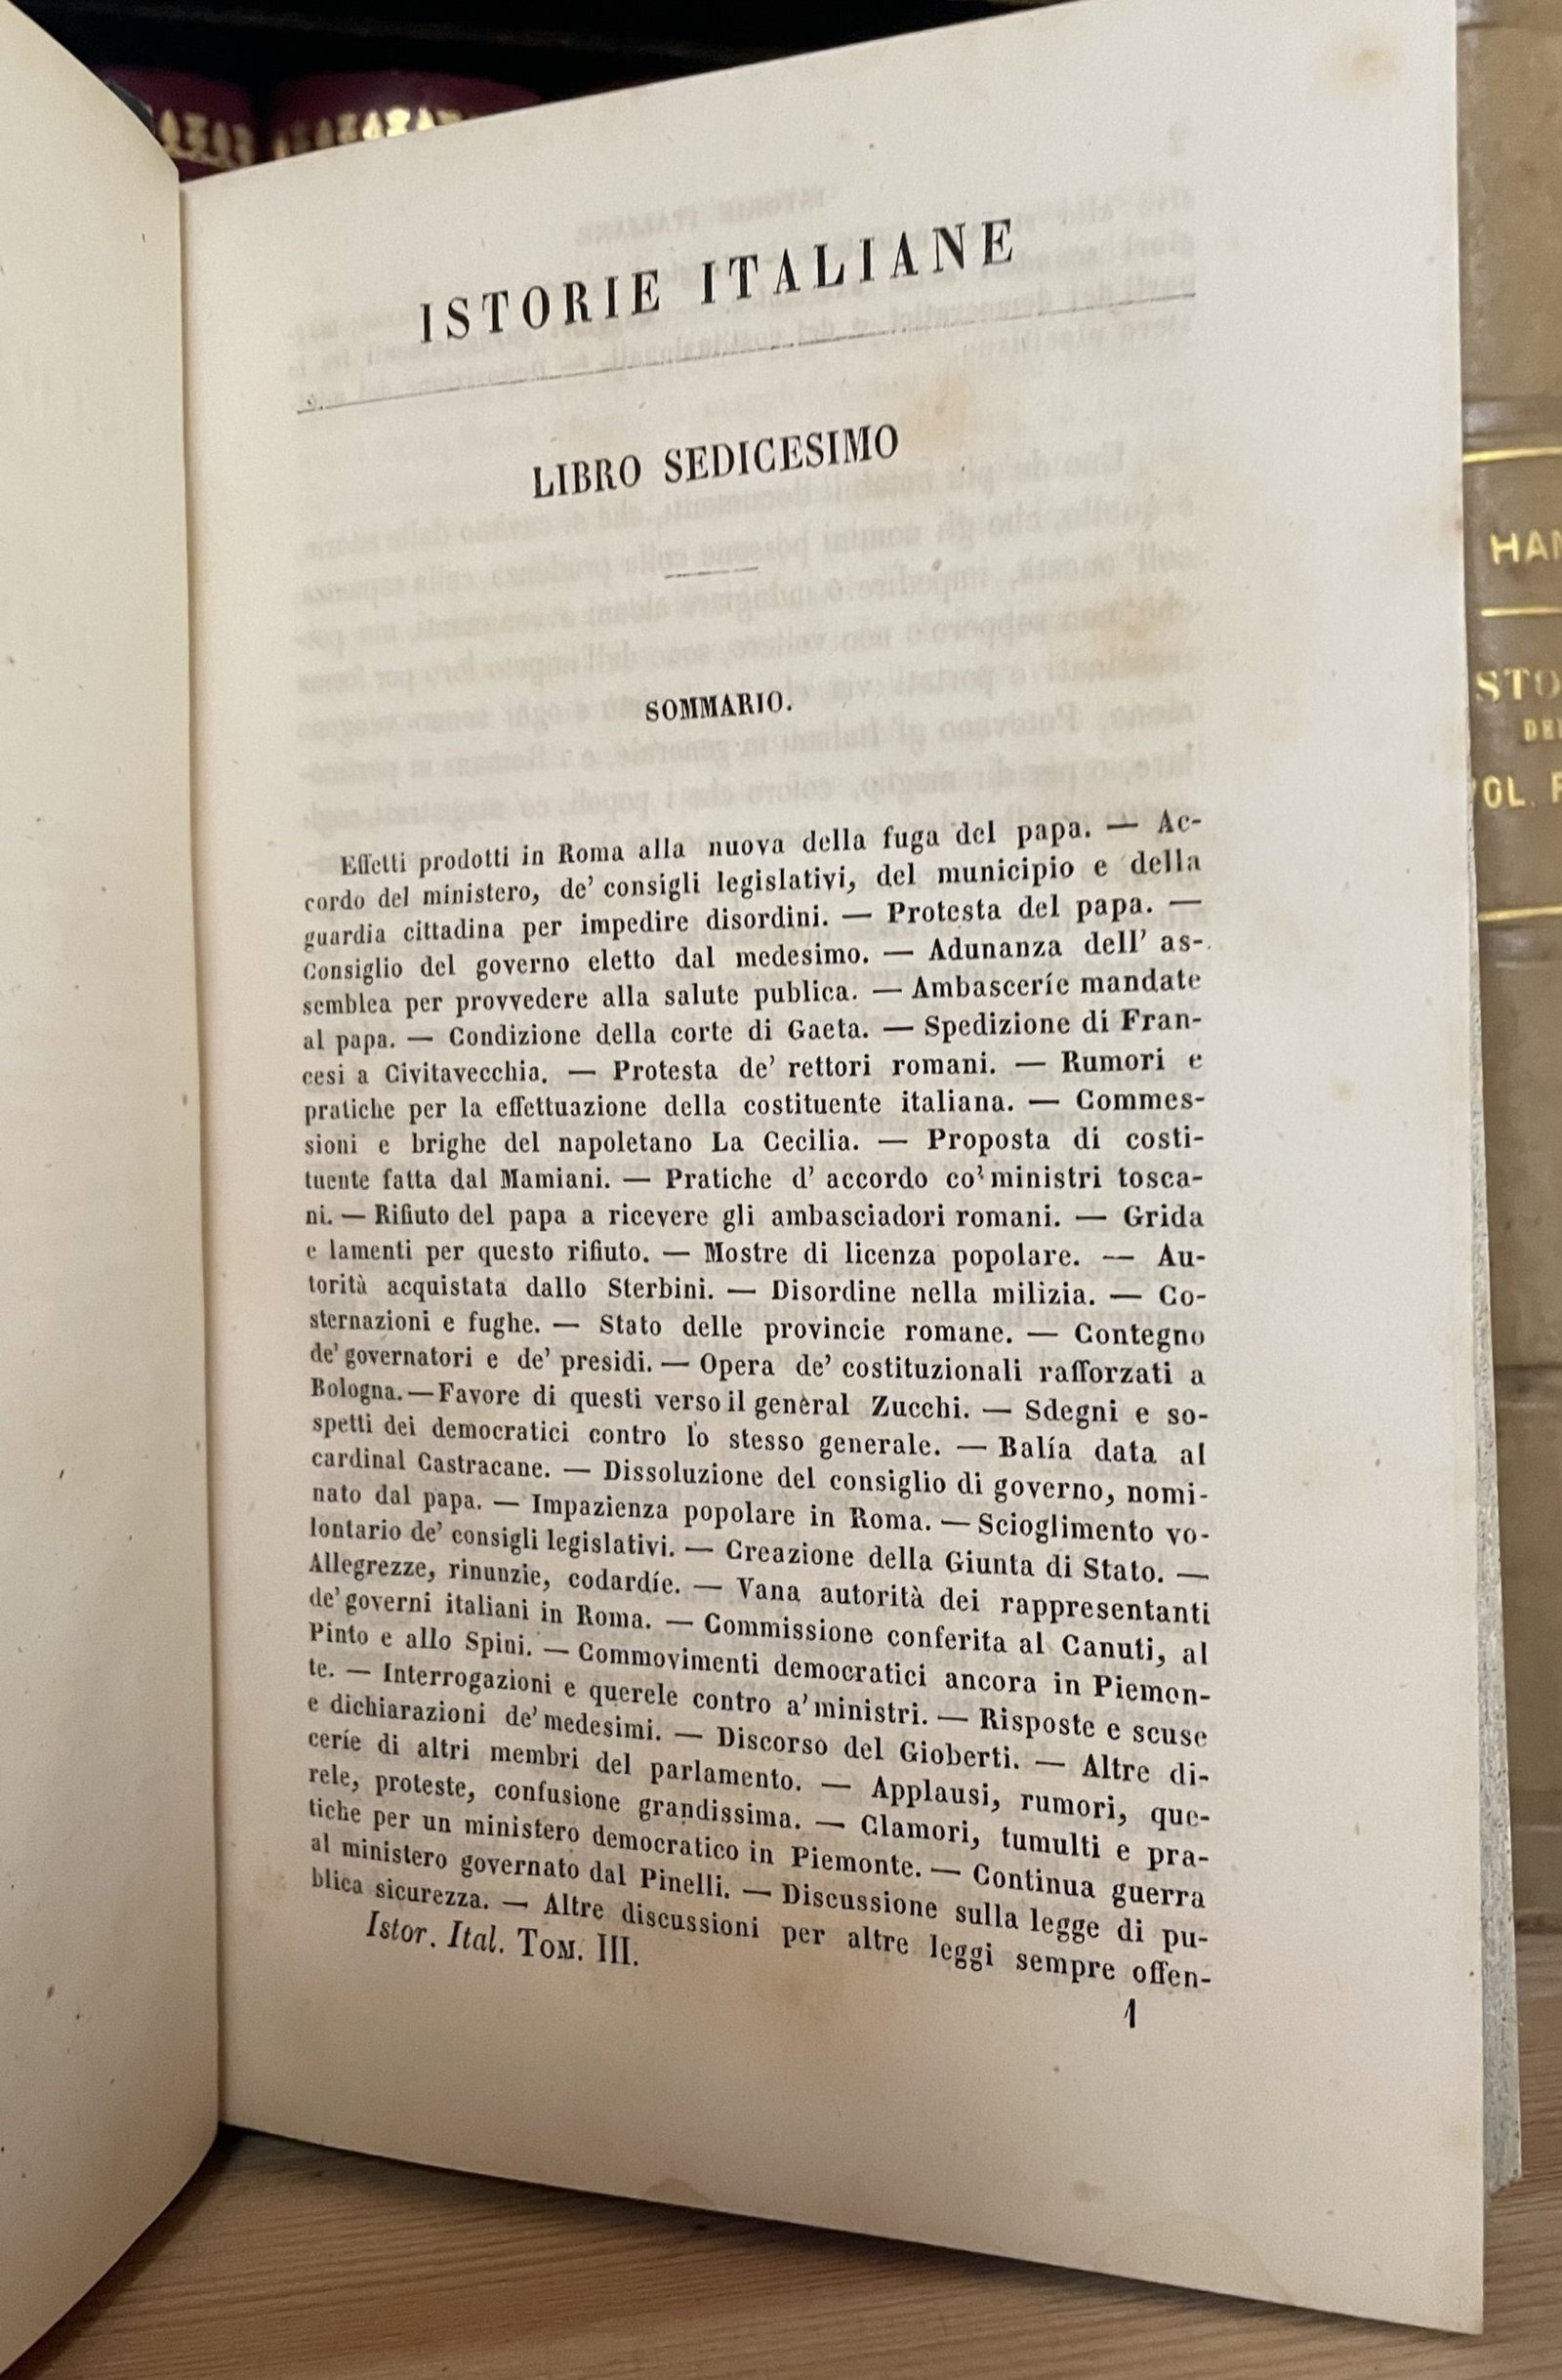 ISTORIE ITALIANE
LIBRO SEDICESIMO
SOMMARIO.
Effetti prodotti in Roma alla nuova della fuga del papa. — Ac-
cordo del ministero, de' consigli legislativi, del municipio e della
guardia cittadina per impedire disordini. — Protesta del papa. —
Consiglio del governo eletto dal medesimo. — Adunanza dell' as-
semblea per provvedere alla salute publica. — Ambasceríe mandate
al papa. — Condizione della corte di Gaeta. — Spedizione di Fran-
cesi a Civitavecchia. — Protesta de' rettori romani. — Rumori e
pratiche per la effettuazione della costituente italiana. — Commes-
sioni e brighe del napoletano La Cecilia. — Proposta di costi-
tuente fatta dal Mamiani. — Pratiche d' accordo co' ministri tosca-
ni. — Rifiuto del papa a ricevere gli ambasciadori romani. — Grida
e lamenti per questo rifiuto. — Mostre di licenza popolare. — Au-
torità acquistata dallo Sterbini. — Disordine nella milizia. — Co-
sternazioni e fughe. — Stato delle provincie romane. — Contegno
de' governatori e de' presidi. — Opera de' costituzionali rafforzati a
Bologna. — Favore di questi verso il general Zucchi. — Sdegni e so-
spetti dei democratici contro lo stesso generale. — Balía data al
cardinal Castracane. — Dissoluzione del consiglio di governo, nomi-
nato dal papa. — Impazienza popolare in Roma. — Scioglimento vo-
lontario de' consigli legislativi. — Creazione della Giunta di Stato. —
Allegrezze, rinunzie, codardíe. — Vana autorità dei rappresentanti
de' governi italiani in Roma. — Commissione conferita al Canuti, al
Pinto e allo Spini. — Commovimenti democratici ancora in Piemon-
te. — Interrogazioni e querele contro a' ministri. — Risposte e scuse
e dichiarazioni de' medesimi. — Discorso del Gioberti. — Altre di-
ceríe di altri membri del parlamento. — Applausi, rumori, que-
rele, proteste, confusione grandissima. — Clamori, tumulti e pra-
tiche per un ministero democratico in Piemonte. — Continua guerra
al ministero governato dal Pinelli. — Discussione sulla legge di pu-
blica sicurezza. — Altre discussioni per altre leggi sempre offen-
Istor. Ital. TOM. III.
1
HAM
STO
DEL
VOL. P